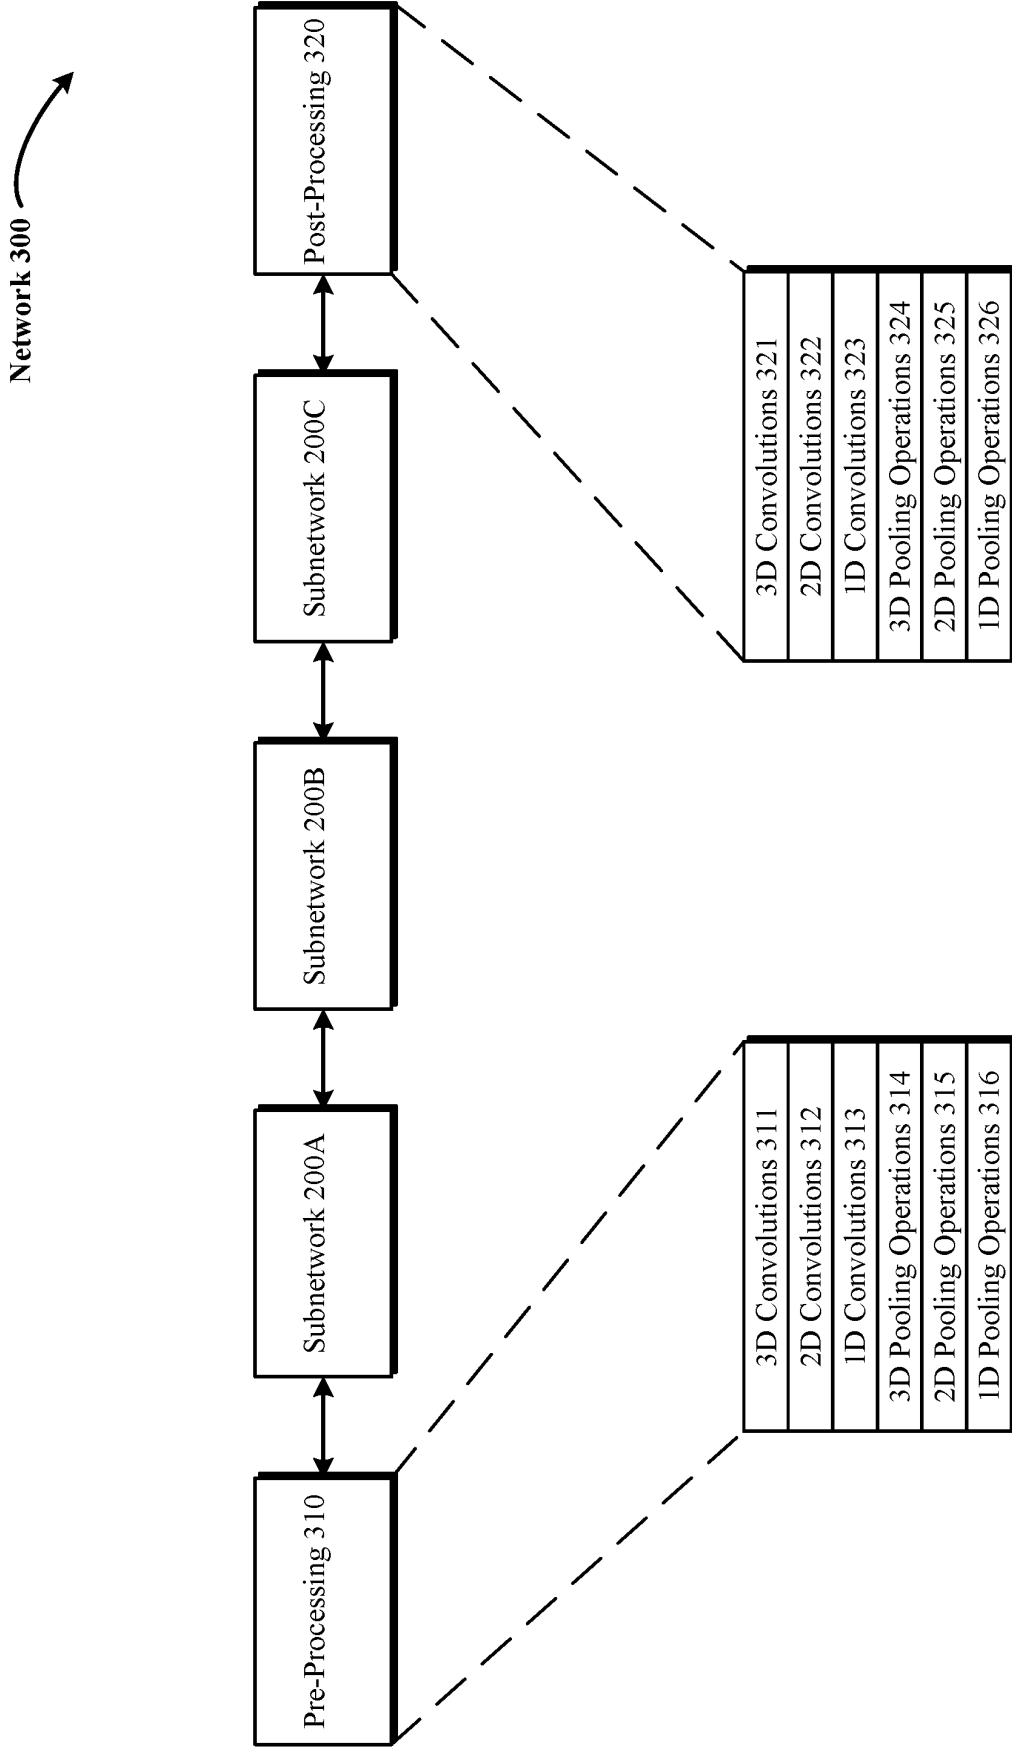 Network 300
Pre-Processing 310
Subnetwork 200A
Subnetwork 200B
Subnetwork 200C
Post-Processing 320
3D Convolutions 311
2D Convolutions 312
1D Convolutions 313
3D Pooling Operations 314
2D Pooling Operations 315
1D Pooling Operations 316
3D Convolutions 321
2D Convolutions 322
1D Convolutions 323
3D Pooling Operations 324
2D Pooling Operations 325
1D Pooling Operations 326